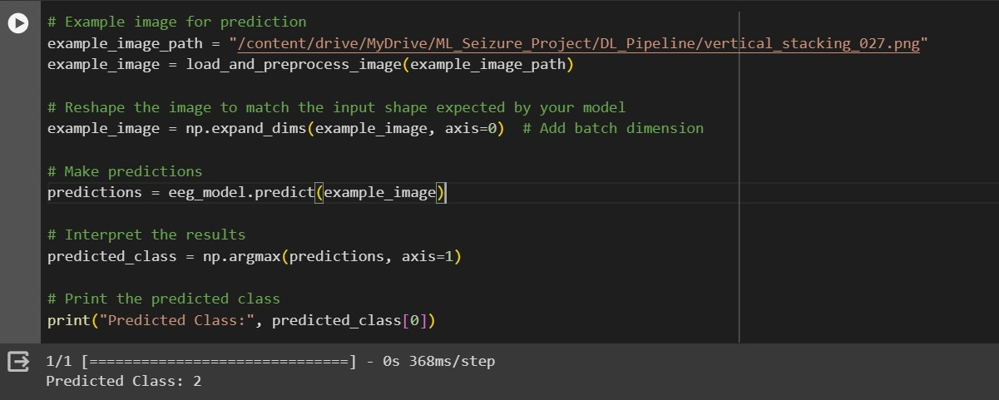 # Example image for prediction
example_image_path = "/content/drive/MyDrive/ML_Seizure_Project/DL_Pipeline/vertical_stacking_027.png"
example_image = load_and_preprocess_image(example_image_path)
# Reshape the image to match the input shape expected by your model
example_image = np.expand_dims(example_image, axis=0)  # Add batch dimension
# Make predictions
predictions = eeg_model.predict(example_image)
# Interpret the results
predicted_class = np.argmax(predictions, axis=1)
# Print the predicted class
print("Predicted Class:", predicted_class[0])
1/1 [==============================] - 0s 368ms/step
Predicted Class: 2